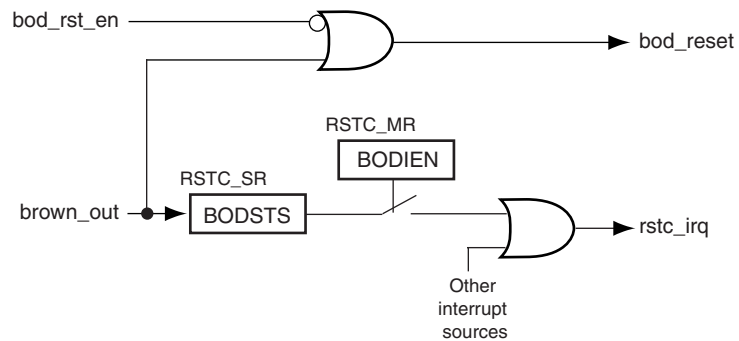 bod_rst_en
bod_reset
RSTC_MR
BODIEN
RSTC_SR
brown_out
BODSTS
rstc_irq
Other
interrupt
sources